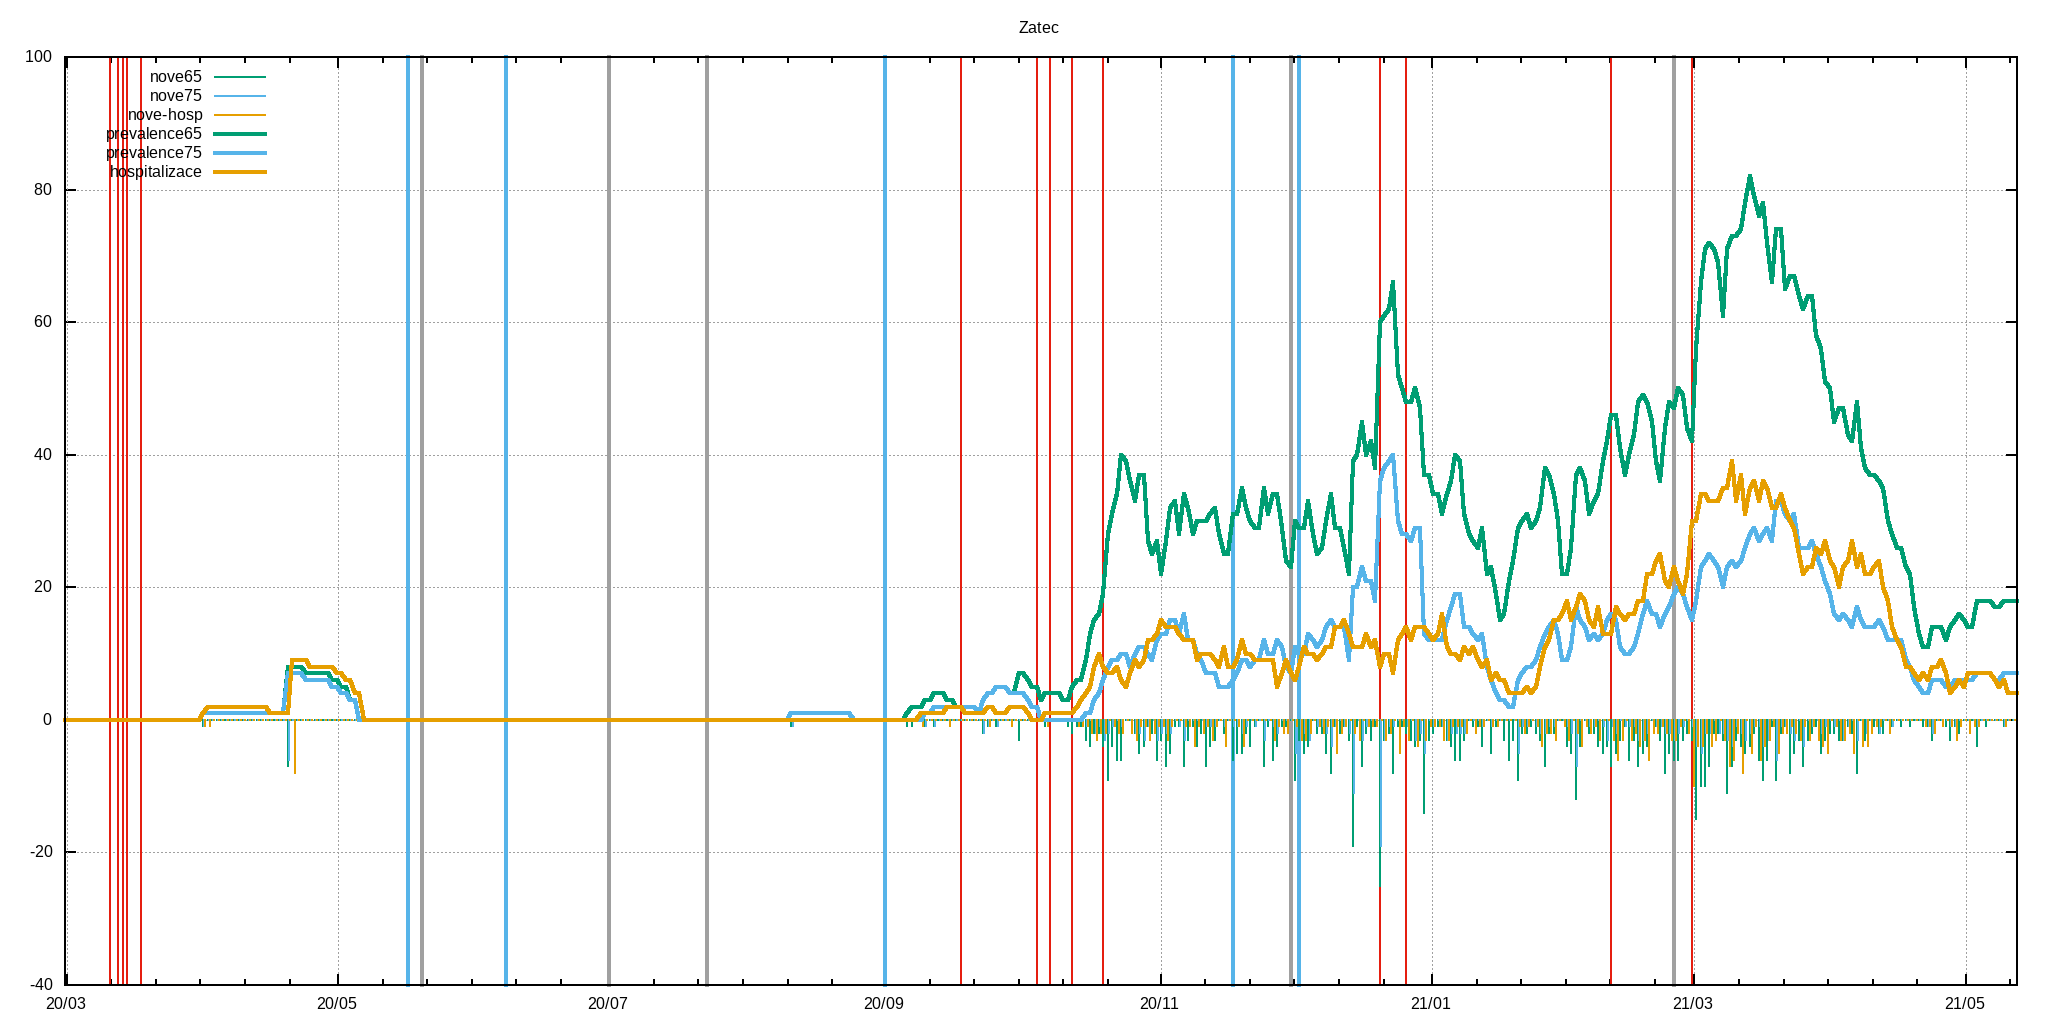 Zatec
100
80
60
40
20
0
-20
-40
nove65
nove75
nove-hosp
prevalence65
prevalence75
hospitalizace
20/03 20/05 20/07 20/09 20/11 21/01 21/03 21/05